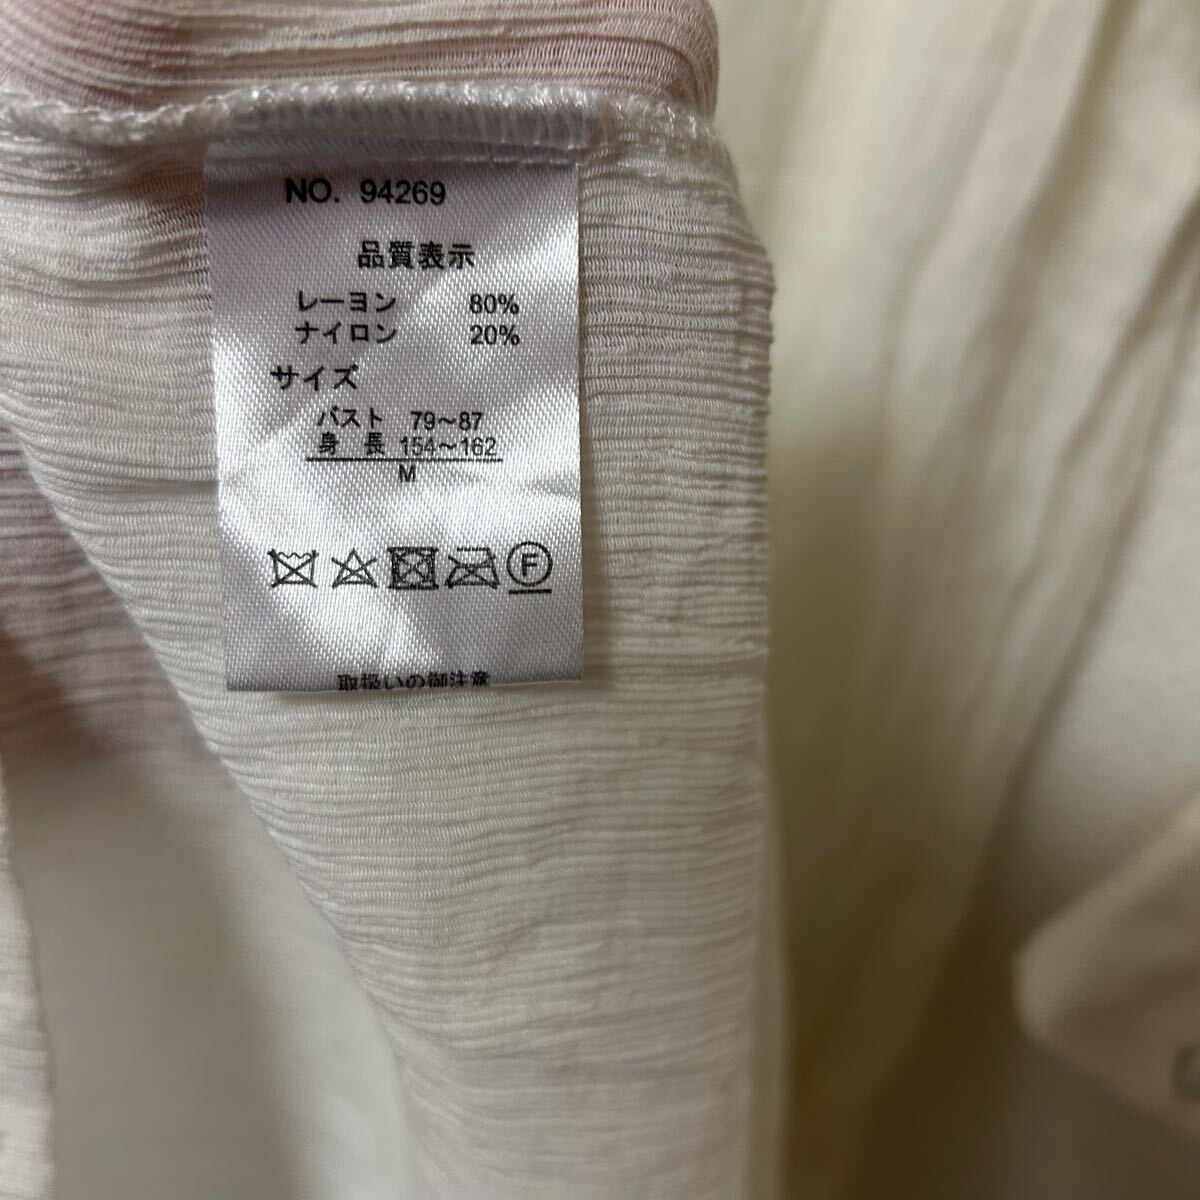 NO. 94269
品質表示
レーヨン 80%
ナイロン 20%
サイズ
バスト 79～87
身長 154～162
M
F
取扱いの御注意